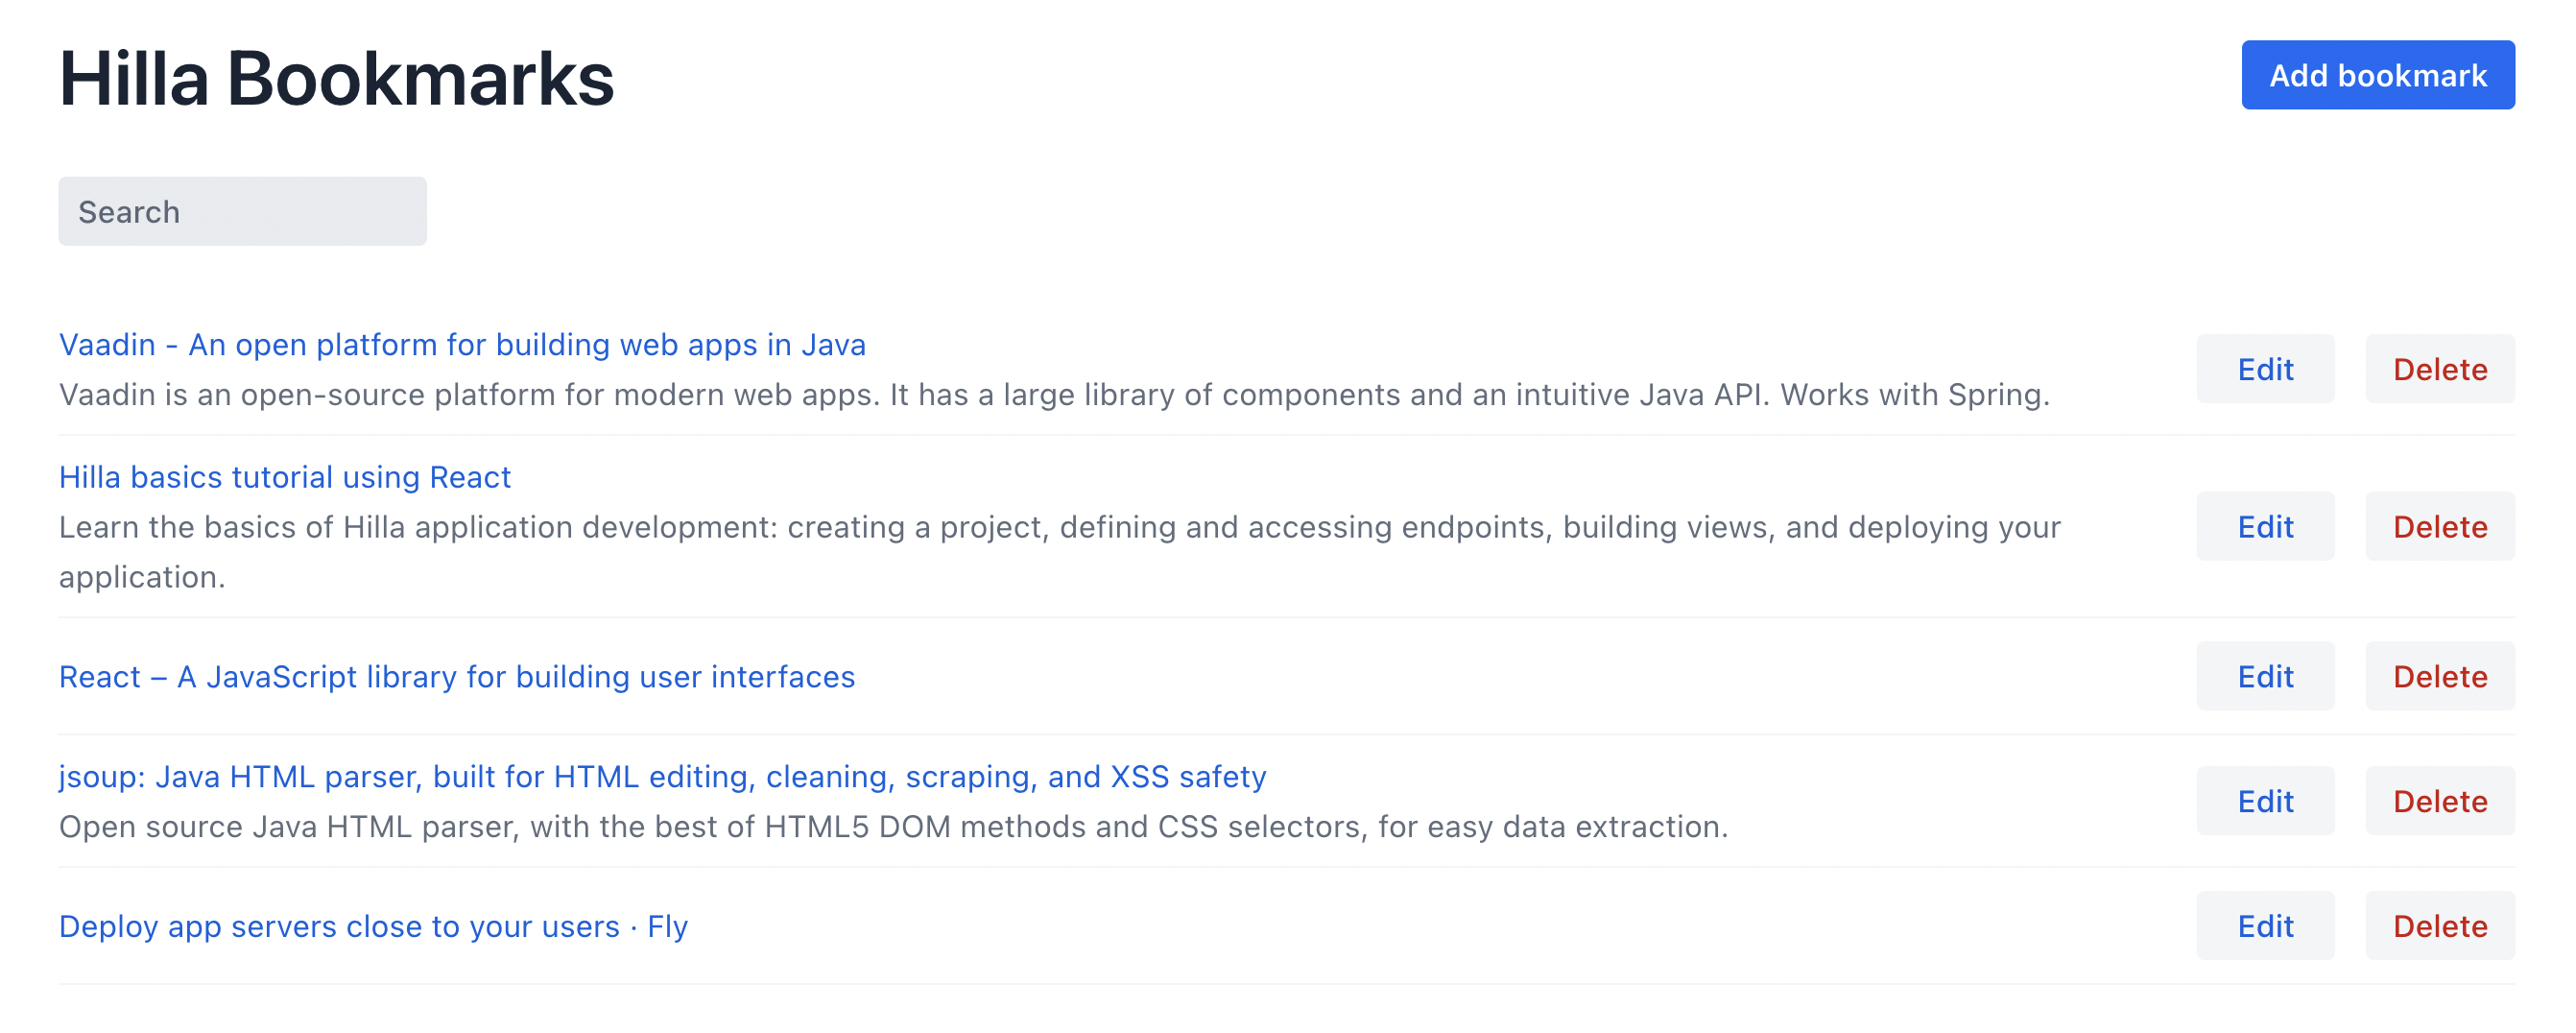 Hilla Bookmarks
Add bookmark
Search
Vaadin - An open platform for building web apps in Java
Vaadin is an open-source platform for modern web apps. It has a large library of components and an intuitive Java API. Works with Spring.
Edit
Delete
Hilla basics tutorial using React
Learn the basics of Hilla application development: creating a project, defining and accessing endpoints, building views, and deploying your
application.
Edit
Delete
React – A JavaScript library for building user interfaces
Edit
Delete
jsoup: Java HTML parser, built for HTML editing, cleaning, scraping, and XSS safety
Open source Java HTML parser, with the best of HTML5 DOM methods and CSS selectors, for easy data extraction.
Edit
Delete
Deploy app servers close to your users · Fly
Edit
Delete